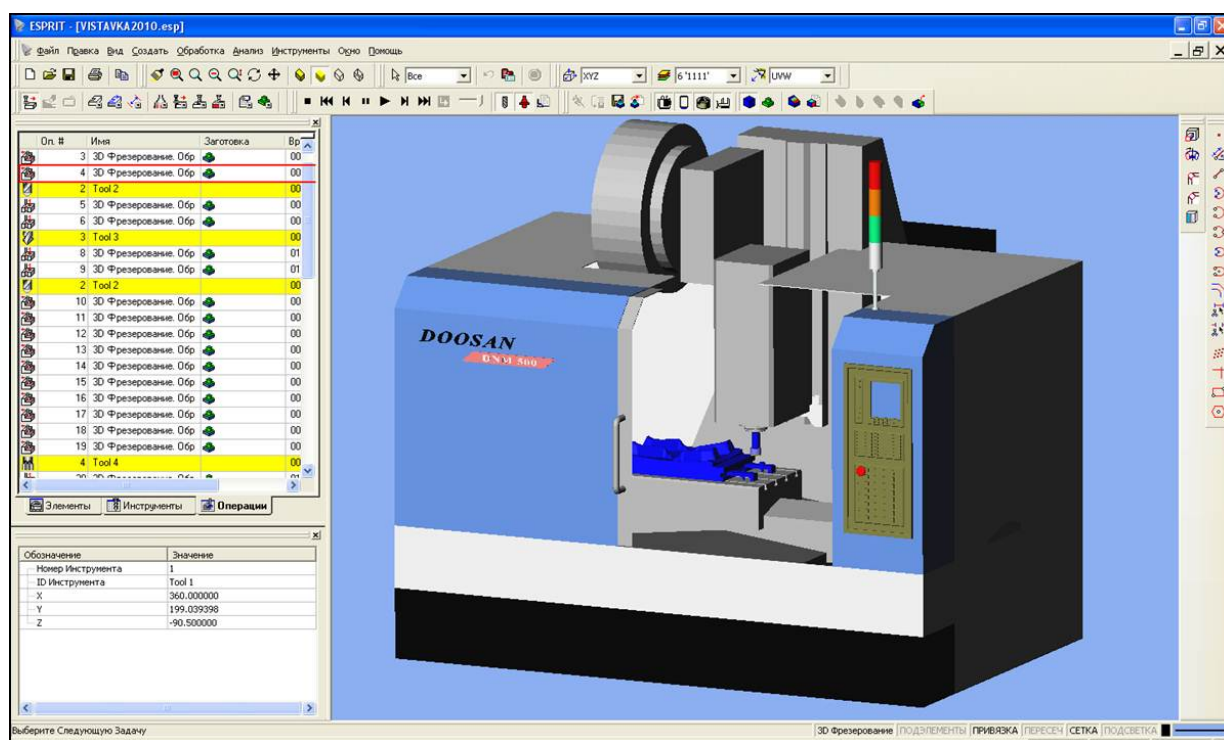 ESPRIT - [VISTAVKA2010.esp]
Файл Правка Вид Создать Обработка Анализ Инструменты Окно Помощь
Все XYZ 6 '1111' UVW
Оп. # Имя Заготовка Вр
3 3D Фрезерование. Обр 00
4 3D Фрезерование. Обр 00
2 Tool 2 00
5 3D Фрезерование. Обр 00
6 3D Фрезерование. Обр 00
3 Tool 3 00
8 3D Фрезерование. Обр 01
9 3D Фрезерование. Обр 01
2 Tool 2 00
10 3D Фрезерование. Обр 00
11 3D Фрезерование. Обр 00
12 3D Фрезерование. Обр 00
13 3D Фрезерование. Обр 00
14 3D Фрезерование. Обр 00
15 3D Фрезерование. Обр 00
16 3D Фрезерование. Обр 00
17 3D Фрезерование. Обр 00
18 3D Фрезерование. Обр 00
19 3D Фрезерование. Обр 00
4 Tool 4 00
Элементы Инструменты Операции
Обозначение Значение
Номер Инструмента 1
ID Инструмента Tool 1
X 360.000000
Y 199.039398
Z -90.500000
DOOSAN
DNM 500
Выберите Следующую Задачу
3D Фрезерование ПОДЭЛЕМЕНТЫ ПРИВЯЗКА ПЕРЕСЕЧ СЕТКА ПОДСВЕТКА